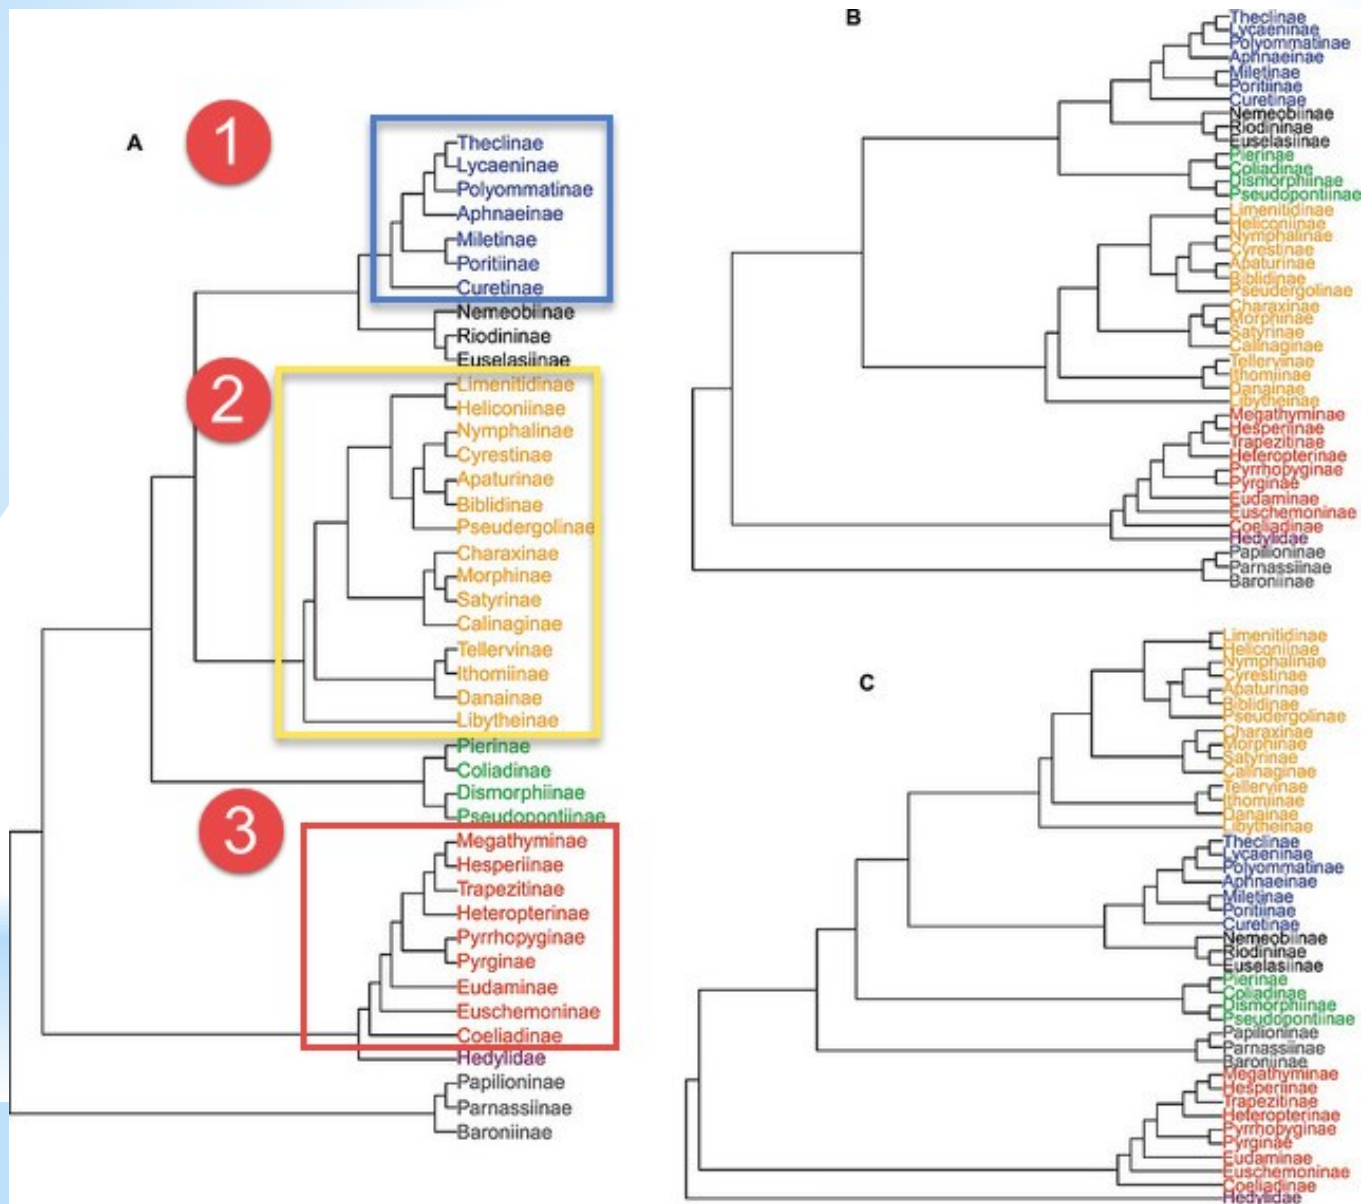 A
1
Theclinae
Lycaeninae
Polyommatinae
Aphnaeinae
Miletinae
Poritiinae
Curetinae
Nemeobiinae
Riodininae
Euselasiinae
2
Limenitidinae
Heliconiinae
Nymphalinae
Cyrestinae
Apaturinae
Biblidinae
Pseudergolinae
Charaxinae
Morphinae
Satyrinae
Calinaginae
Tellervinae
Ithomiinae
Danainae
Libytheinae
Pierinae
Coliadinae
Dismorphiinae
Pseudopontiinae
3
Megathyminae
Hesperiinae
Trapezitinae
Heteropterinae
Pyrrhopyginae
Pyrginae
Eudaminae
Euschemoninae
Coeliadinae
Hedylidae
Papilioninae
Parnassiinae
Baroniinae
B
Theclinae
Lycaeninae
Polyommatinae
Aphnaeinae
Miletinae
Poritiinae
Curetinae
Nemeobiinae
Riodininae
Euselasiinae
Pierinae
Coliadinae
Dismorphiinae
Pseudopontiinae
Limenitidinae
Heliconiinae
Nymphalinae
Cyrestinae
Apaturinae
Biblidinae
Pseudergolinae
Charaxinae
Morphinae
Satyrinae
Calinaginae
Tellervinae
Ithomiinae
Danainae
Libytheinae
Megathyminae
Hesperiinae
Trapezitinae
Heteropterinae
Pyrrhopyginae
Pyrginae
Eudaminae
Euschemoninae
Coeliadinae
Hedylidae
Papilioninae
Parnassiinae
Baroniinae
C
Limenitidinae
Heliconiinae
Nymphalinae
Cyrestinae
Apaturinae
Biblidinae
Pseudergolinae
Charaxinae
Morphinae
Satyrinae
Calinaginae
Tellervinae
Ithomiinae
Danainae
Libytheinae
Theclinae
Lycaeninae
Polyommatinae
Aphnaeinae
Miletinae
Poritiinae
Curetinae
Nemeobiinae
Riodininae
Euselasiinae
Pierinae
Coliadinae
Dismorphiinae
Pseudopontiinae
Papilioninae
Parnassiinae
Baroniinae
Megathyminae
Hesperiinae
Trapezitinae
Heteropterinae
Pyrrhopyginae
Pyrginae
Eudaminae
Euschemoninae
Coeliadinae
Hedylidae